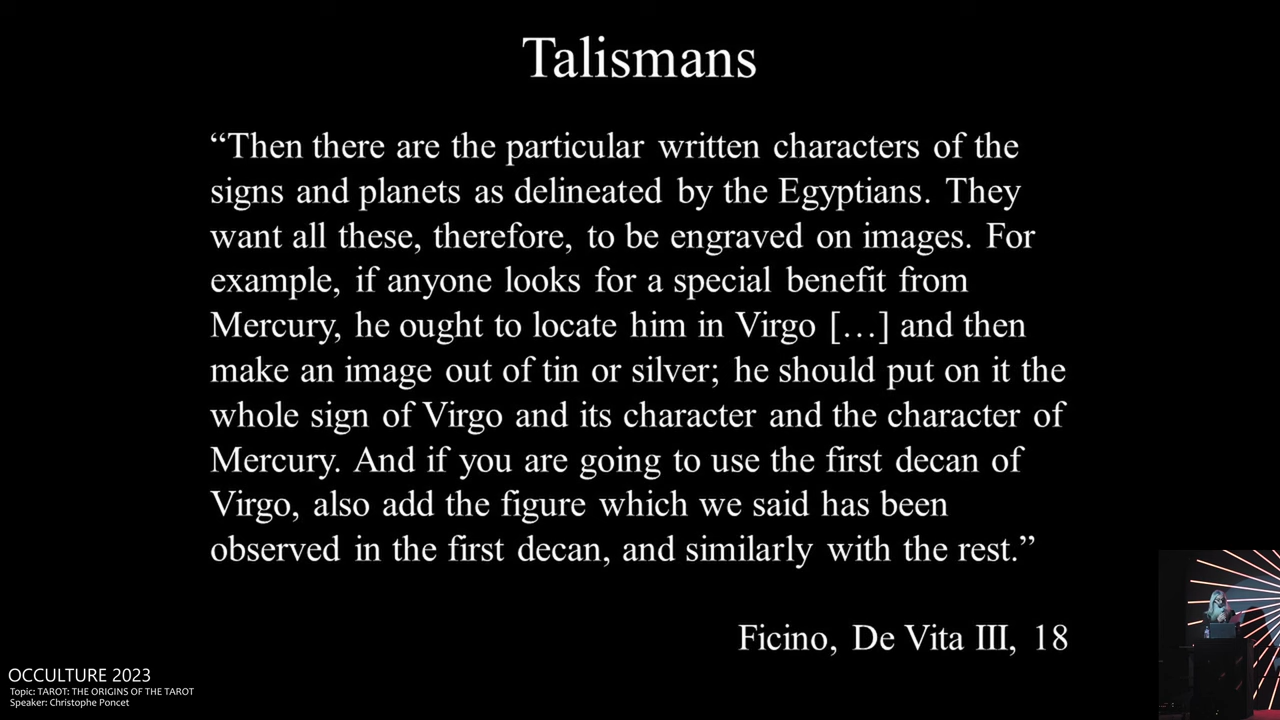 Talismans
“Then there are the particular written characters of the
signs and planets as delineated by the Egyptians. They
want all these, therefore, to be engraved on images. For
example, if anyone looks for a special benefit from
Mercury, he ought to locate him in Virgo […] and then
make an image out of tin or silver; he should put on it the
whole sign of Virgo and its character and the character of
Mercury. And if you are going to use the first decan of
Virgo, also add the figure which we said has been
observed in the first decan, and similarly with the rest.”
Ficino, De Vita III, 18
OCCULTURE 2023
Topic: TAROT: THE ORIGINS OF THE TAROT
Speaker: Christophe Poncet